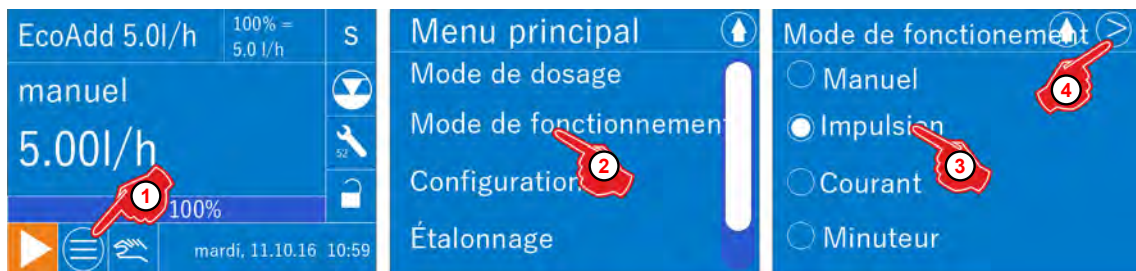 EcoAdd 5.0l/h
100% =
5.0 l/h
S
manuel
5.00l/h
52
1
100%
mardi, 11.10.16 10:59
Menu principal
Mode de dosage
Mode de fonctionnemen
2
Configuration
Étalonnage
Mode de fonctionement
4
Manuel
Impulsion
3
Courant
Minuteur